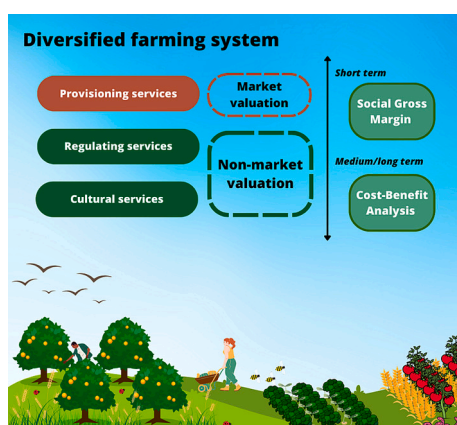 Diversified farming system
Provisioning services
Market
valuation
Short term
Social Gross
Margin
Regulating services
Non-market
valuation
Medium/long term
Cultural services
Cost-Benefit
Analysis